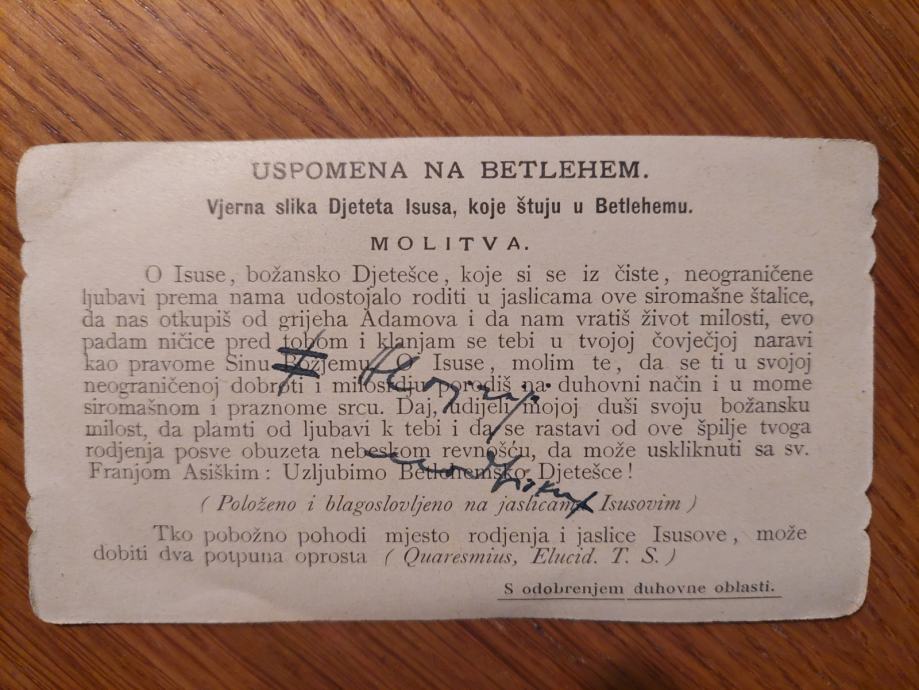 USPOMENA NA BETLEHEM.
Vjerna slika Djeteta Isusa, koje štuju u Betlehemu.
MOLITVA.
O Isuse, božansko Djetešce, koje si se iz čiste, neograničene
ljubavi prema nama udostojalo roditi u jaslicama ove siromašne štalice,
da nas otkupiš od grijeha Adamova i da nam vratiš život milosti, evo
padam ničice pred tobom i klanjam se tebi u tvojoj čovječjoj naravi
kao pravome Sinu Božjemu. O Isuse, molim te, da se ti u svojoj
neograničenoj dobroti i milosrdju porodiš na duhovni način i u mome
siromašnom i praznome srcu. Daj, udijeli mojoj duši svoju božansku
milost, da plamti od ljubavi k tebi i da se rastavi od ove špilje tvoga
rodjenja posve obuzeta nebeskom revnošću, da može uskliknuti sa sv.
Franjom Asiškim: Uzljubimo Betlehemsko Djetešce!
(Položeno i blagoslovljeno na jaslicama Isusovim)
Tko pobožno pohodi mjesto rodjenja i jaslice Isusove, može
dobiti dva potpuna oprosta (Quaresmius, Elucid. T. S.)
S odobrenjem duhovne oblasti.